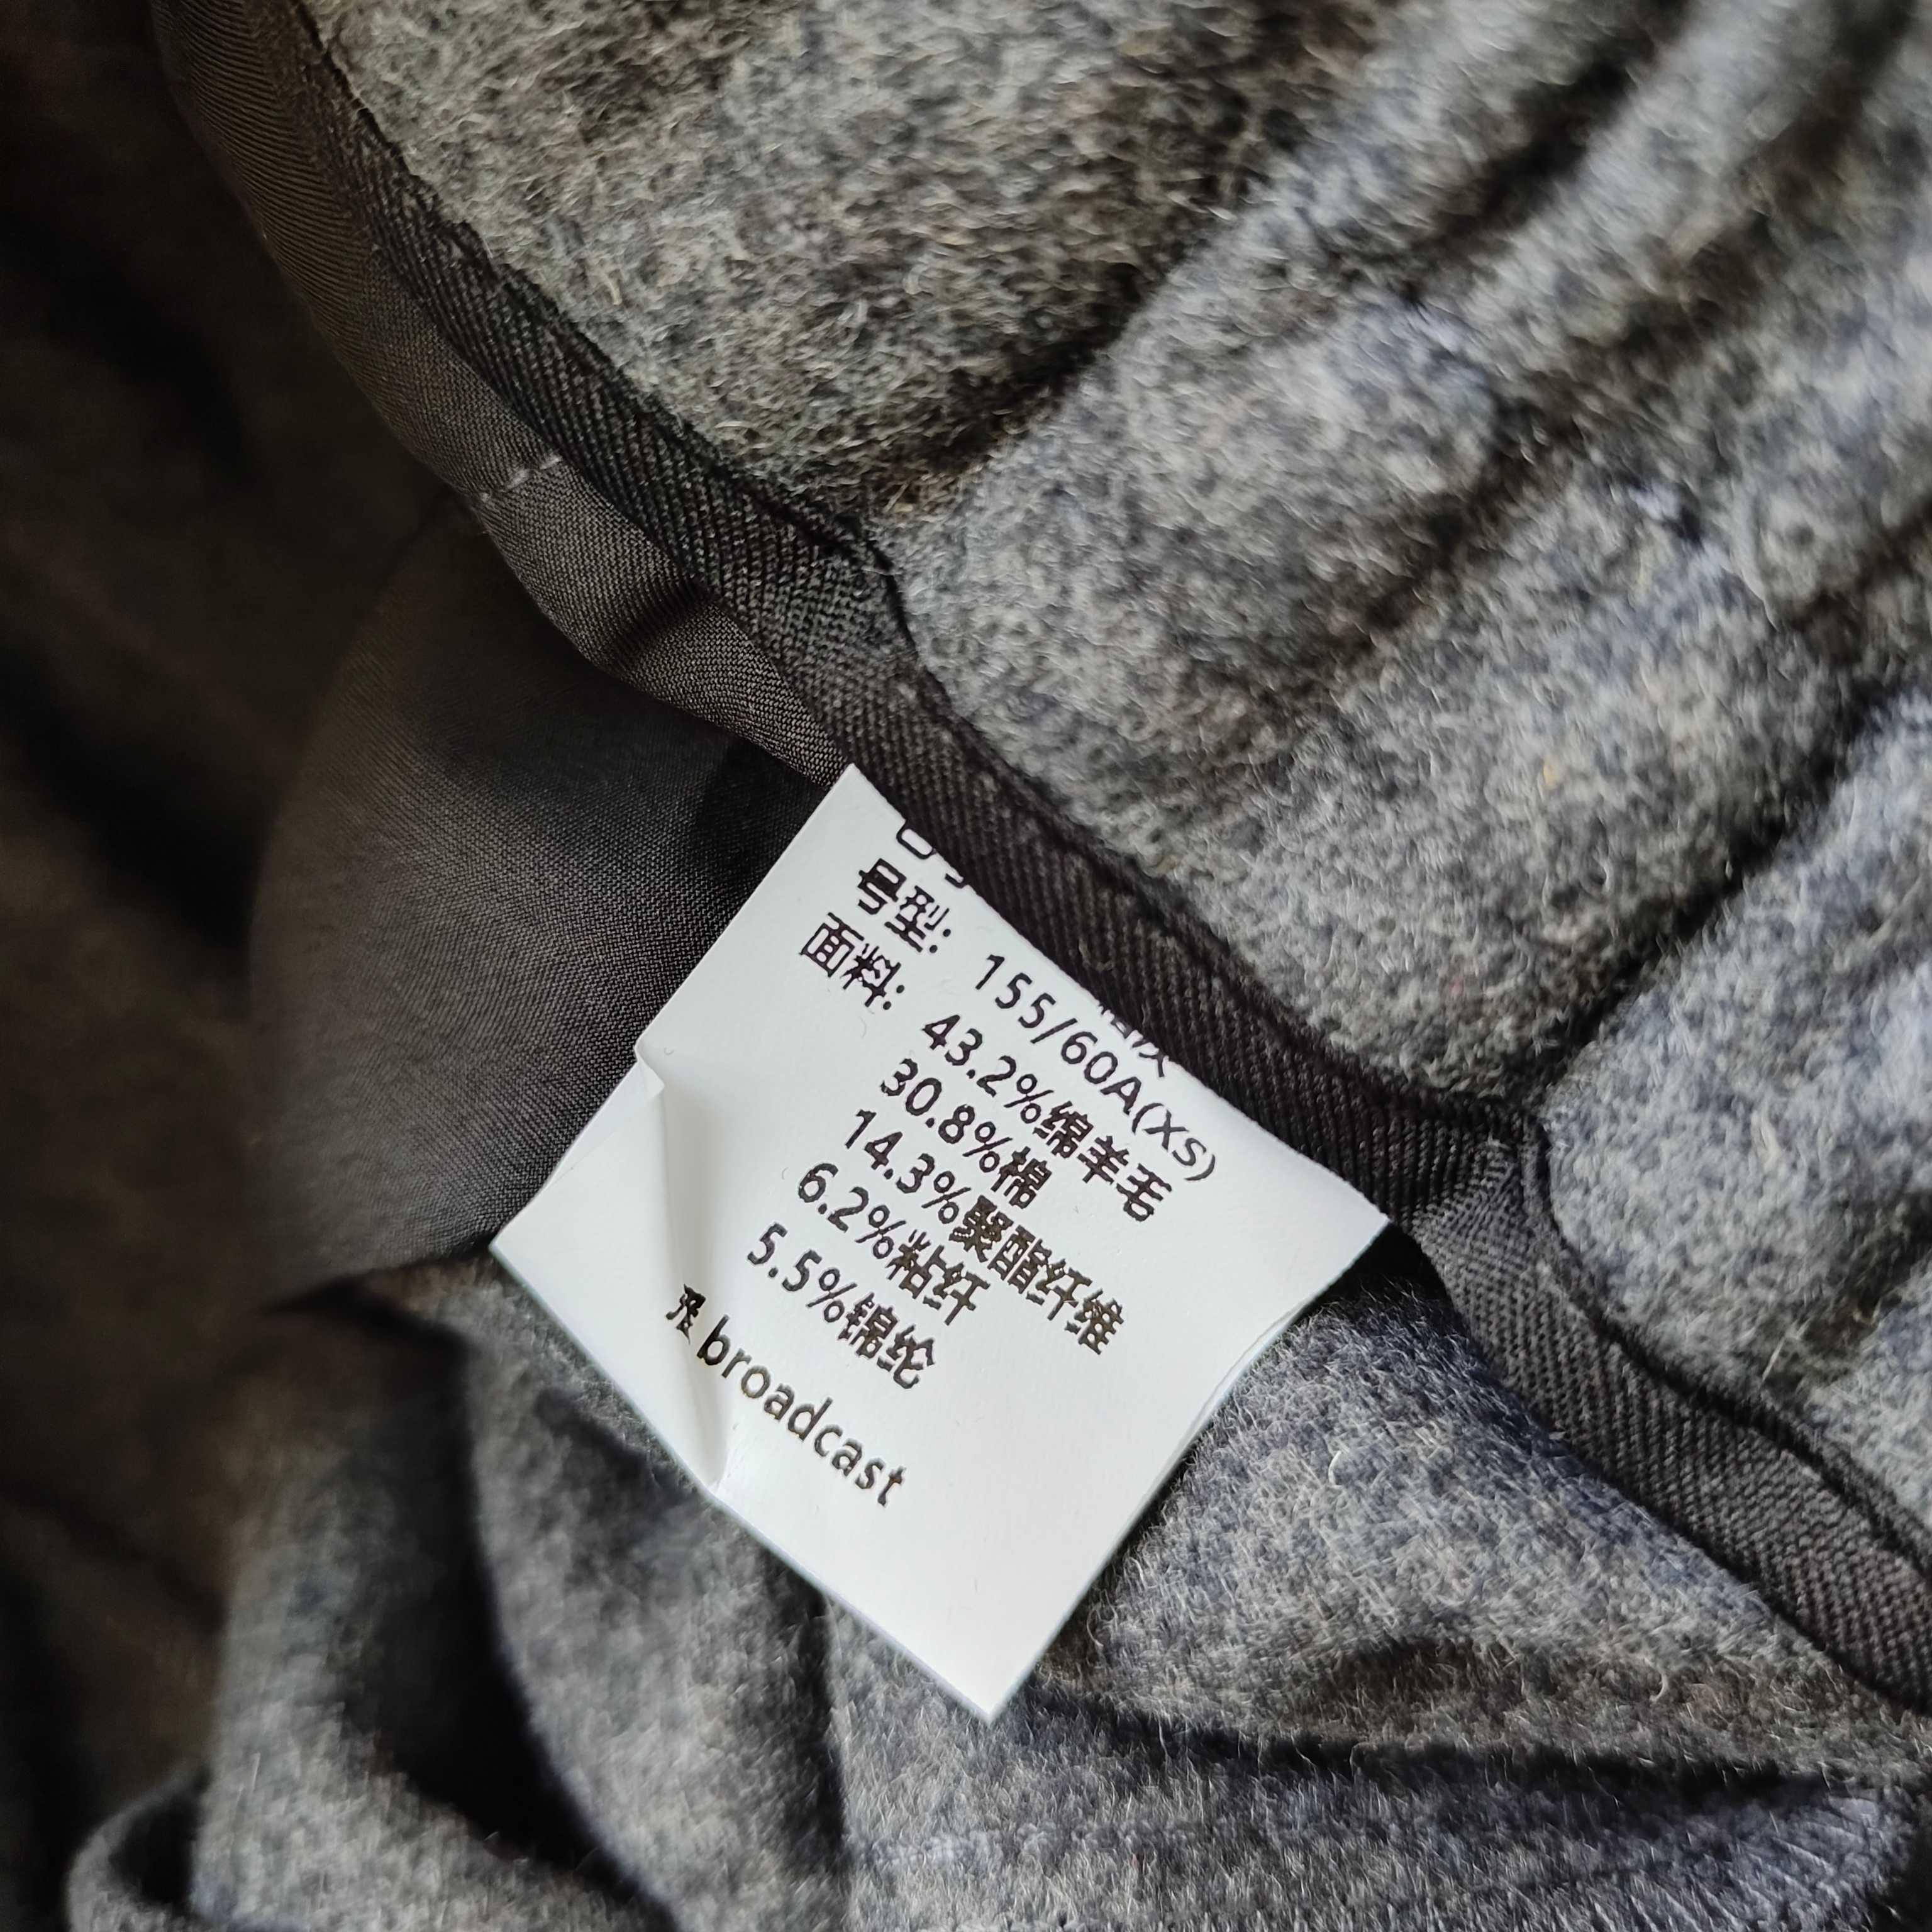 号型: 155/60A(XS)
面料: 43.2%绵羊毛
30.8%棉
14.3%聚酯纤维
6.2%粘纤
5.5%锦纶
broadcast